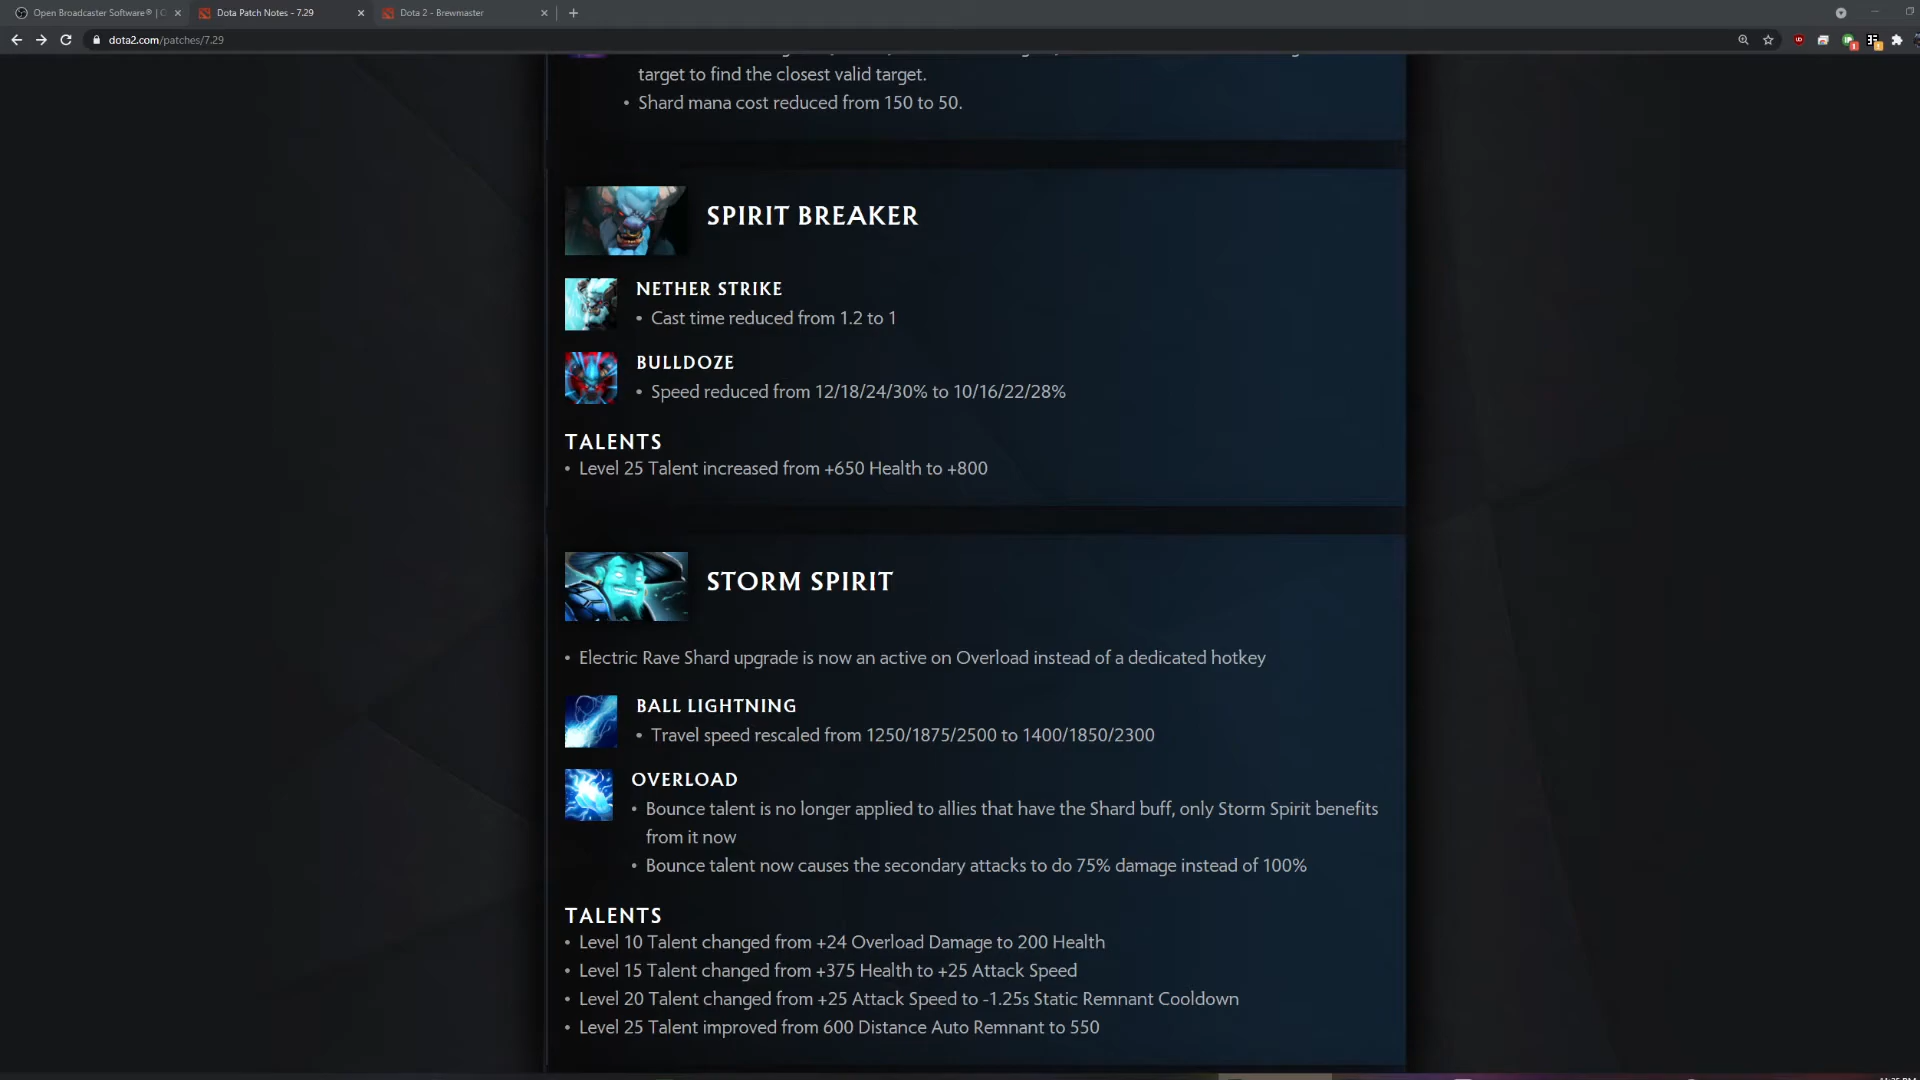 Open Broadcaster Software® |
Dota Patch Notes - 7.29
Dota 2 - Brewmaster
dota2.com/patches/7.29
target to find the closest valid target.
• Shard mana cost reduced from 150 to 50.
SPIRIT BREAKER
NETHER STRIKE
• Cast time reduced from 1.2 to 1
BULLDOZE
• Speed reduced from 12/18/24/30% to 10/16/22/28%
TALENTS
• Level 25 Talent increased from +650 Health to +800
STORM SPIRIT
• Electric Rave Shard upgrade is now an active on Overload instead of a dedicated hotkey
BALL LIGHTNING
• Travel speed rescaled from 1250/1875/2500 to 1400/1850/2300
OVERLOAD
• Bounce talent is no longer applied to allies that have the Shard buff, only Storm Spirit benefits
from it now
• Bounce talent now causes the secondary attacks to do 75% damage instead of 100%
TALENTS
• Level 10 Talent changed from +24 Overload Damage to 200 Health
• Level 15 Talent changed from +375 Health to +25 Attack Speed
• Level 20 Talent changed from +25 Attack Speed to -1.25s Static Remnant Cooldown
• Level 25 Talent improved from 600 Distance Auto Remnant to 550